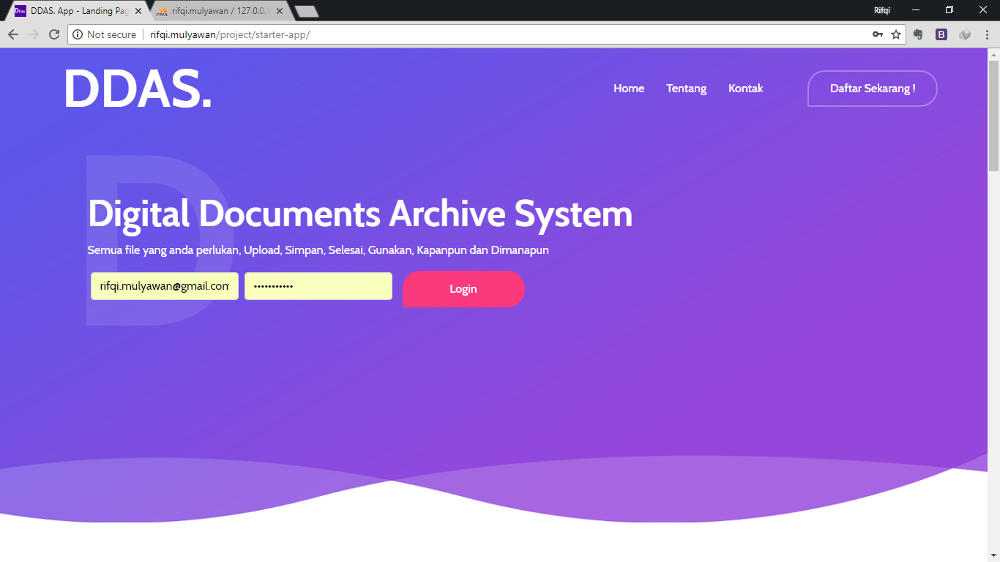 DDAS. App - Landing Pag
rifqi.mulyawan / 127.0.0.1
Rifqi
Not secure
rifqi.mulyawan/project/starter-app/
DDAS.
Home
Tentang
Kontak
Daftar Sekarang !
D
Digital Documents Archive System
Semua file yang anda perlukan, Upload, Simpan, Selesai, Gunakan, Kapanpun dan Dimanapun
rifqi.mulyawan@gmail.com
•••••••••••
Login